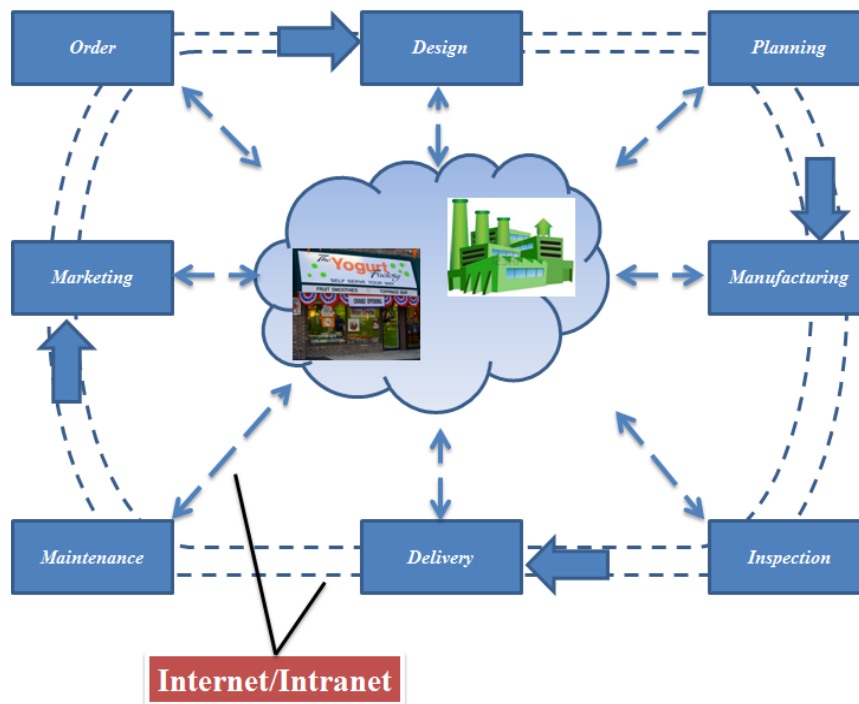 Order
Design
Planning
The
Yogurt
Factory
SELF SERVE YOUR WAY
FRUIT SMOOTHIES
TOPPINGS BAR
GRAND OPENING
Marketing
Manufacturing
Maintenance
Delivery
Inspection
Internet/Intranet